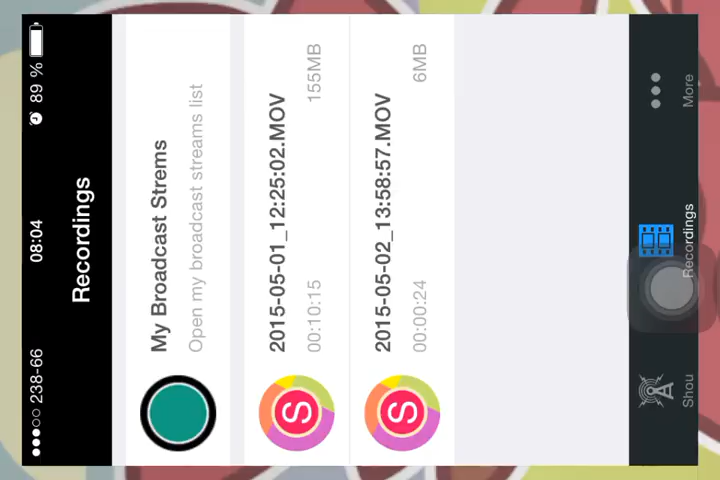 238-66 08:04 89 %
Recordings
My Broadcast Strems
Open my broadcast streams list
2015-05-01_12:25:02.MOV
00:10:15 155MB
2015-05-02_13:58:57.MOV
00:00:24 6MB
Shou Recordings More